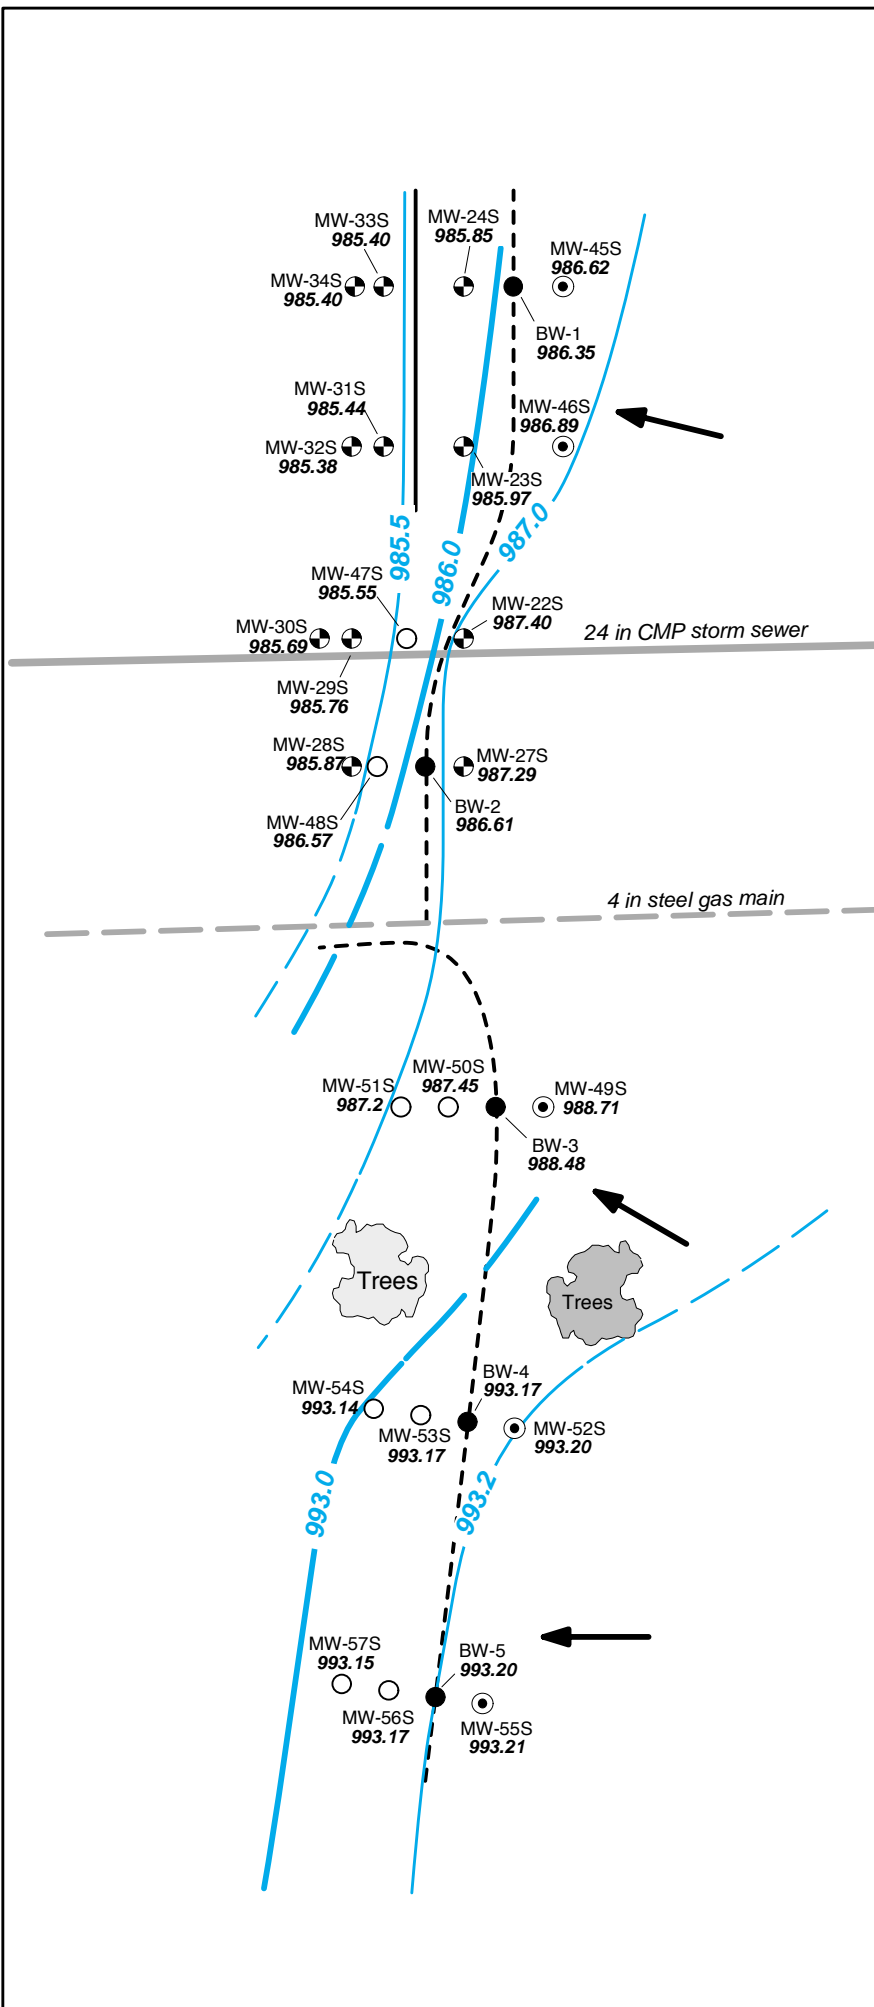 MW-33S
985.40
MW-24S
985.85
MW-45S
986.62
MW-34S
985.40
BW-1
986.35
MW-31S
985.44
MW-46S
986.89
MW-32S
985.38
MW-23S
985.97
985.5
986.0
987.0
MW-47S
985.55
MW-22S
987.40
MW-30S
985.69
24 in CMP storm sewer
MW-29S
985.76
MW-28S
985.87
MW-27S
987.29
BW-2
986.61
MW-48S
986.57
4 in steel gas main
MW-50S
987.45
MW-51S
987.2
MW-49S
988.71
BW-3
988.48
Trees
Trees
BW-4
993.17
MW-54S
993.14
MW-53S
993.17
MW-52S
993.20
993.0
993.2
MW-57S
993.15
BW-5
993.20
MW-56S
993.17
MW-55S
993.21